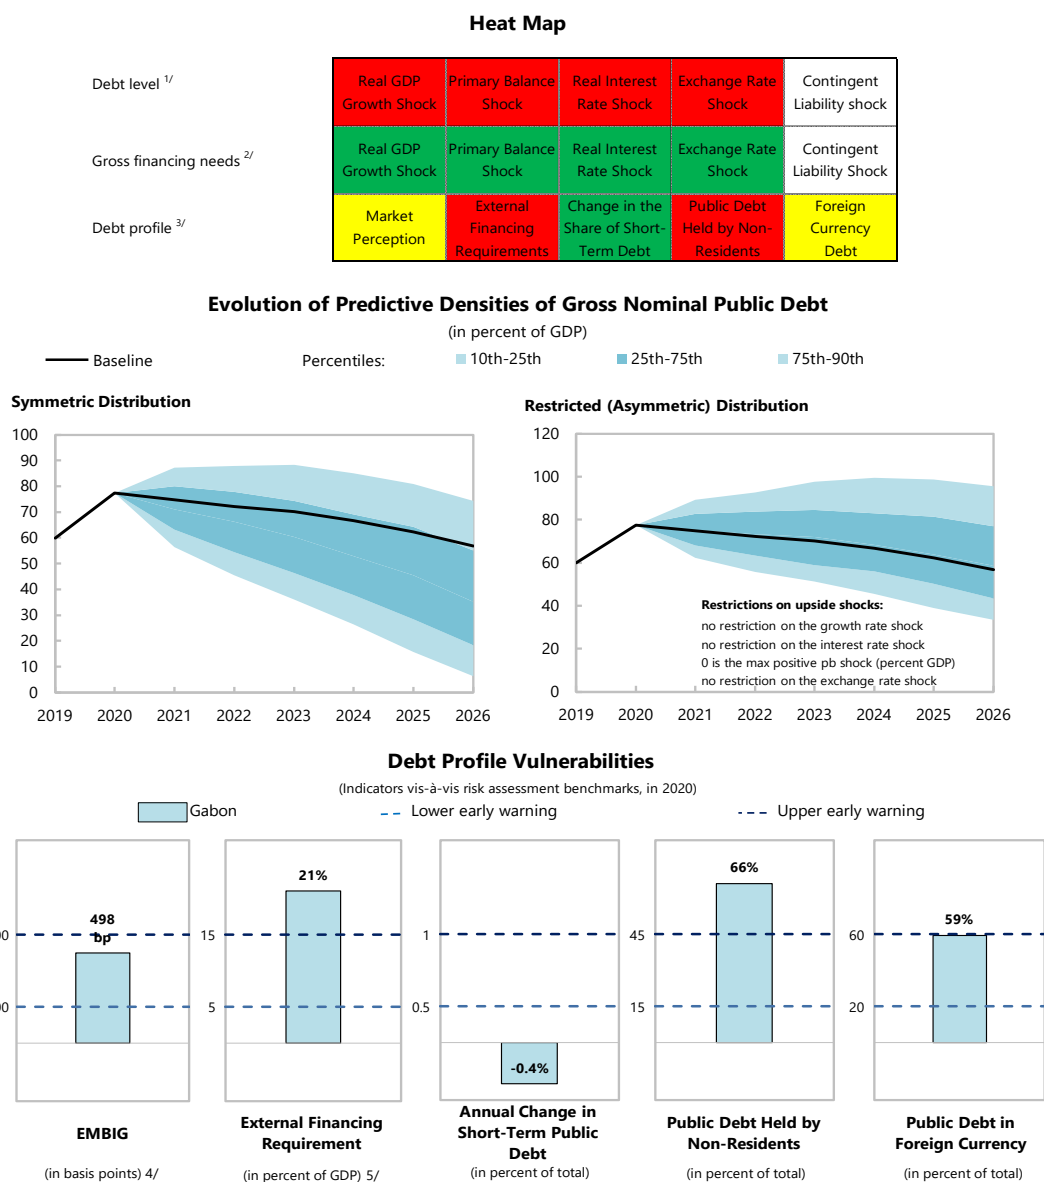 Heat Map
Debt level 1/
Real GDP Growth Shock
Primary Balance Shock
Real Interest Rate Shock
Exchange Rate Shock
Contingent Liability shock
Gross financing needs 2/
Real GDP Growth Shock
Primary Balance Shock
Real Interest Rate Shock
Exchange Rate Shock
Contingent Liability Shock
Debt profile 3/
Market Perception
External Financing Requirements
Change in the Share of Short-Term Debt
Public Debt Held by Non-Residents
Foreign Currency Debt
Evolution of Predictive Densities of Gross Nominal Public Debt
(in percent of GDP)
Baseline
Percentiles:
10th-25th
25th-75th
75th-90th
Symmetric Distribution
100
90
80
70
60
50
40
30
20
10
0
2019 2020 2021 2022 2023 2024 2025 2026
Restricted (Asymmetric) Distribution
120
100
80
60
40
20
0
Restrictions on upside shocks:
no restriction on the growth rate shock
no restriction on the interest rate shock
0 is the max positive pb shock (percent GDP)
no restriction on the exchange rate shock
2019 2020 2021 2022 2023 2024 2025 2026
Debt Profile Vulnerabilities
(Indicators vis-à-vis risk assessment benchmarks, in 2020)
Gabon
Lower early warning
Upper early warning
498
bp
EMBIG
(in basis points) 4/
21%
15
5
External Financing
Requirement
(in percent of GDP) 5/
1
0.5
-0.4%
Annual Change in
Short-Term Public
Debt
(in percent of total)
66%
45
15
Public Debt Held by
Non-Residents
(in percent of total)
59%
60
20
Public Debt in
Foreign Currency
(in percent of total)